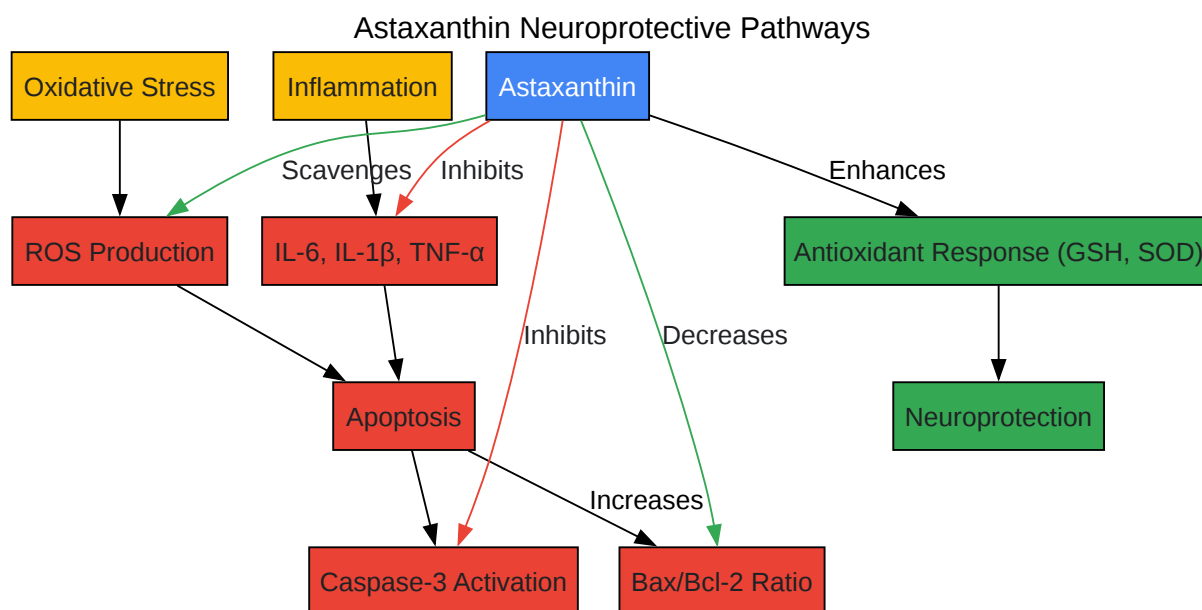 Astaxanthin Neuroprotective Pathways
Oxidative Stress
Inflammation
Astaxanthin
Scavenges
Inhibits
Enhances
ROS Production
IL-6, IL-1β, TNF-α
Antioxidant Response (GSH, SOD)
Inhibits
Decreases
Apoptosis
Neuroprotection
Increases
Caspase-3 Activation
Bax/Bcl-2 Ratio